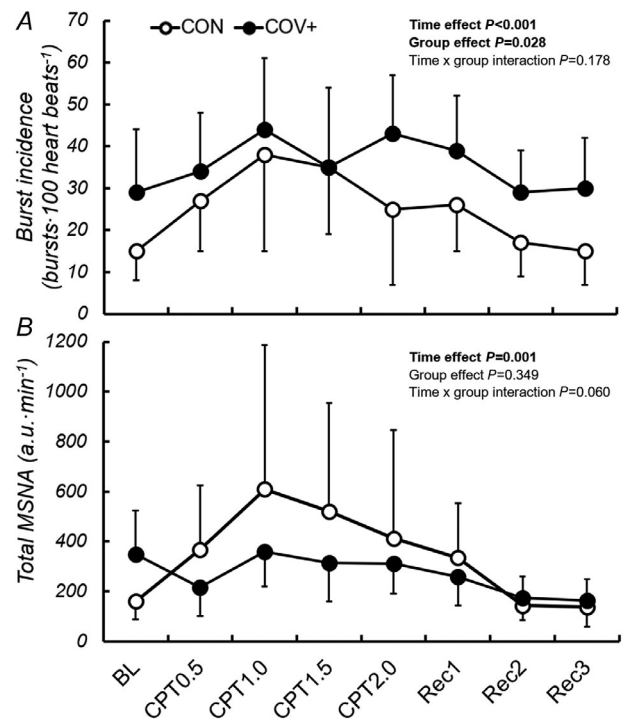 A
CON COV+
Time effect P<0.001
Group effect P=0.028
Time x group interaction P=0.178
Burst incidence
(bursts·100 heart beats⁻¹)
70
60
50
40
30
20
10
0
B
Time effect P=0.001
Group effect P=0.349
Time x group interaction P=0.060
Total MSNA (a.u.·min⁻¹)
1200
1000
800
600
400
200
0
BL CPT0.5 CPT1.0 CPT1.5 CPT2.0 Rec1 Rec2 Rec3